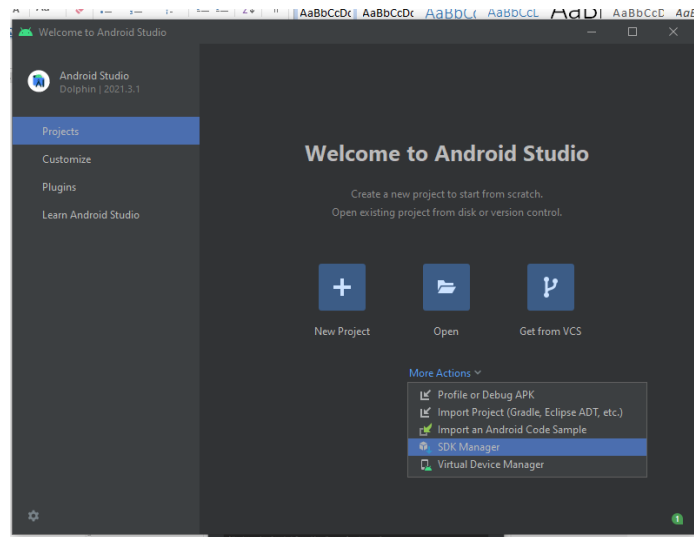 AaBbCcDc AaBbCcDc AaBbC( AaBbCcL AaBbCcD
Welcome to Android Studio
Android Studio
Dolphin | 2021.3.1
Projects
Customize
Plugins
Learn Android Studio
Welcome to Android Studio
Create a new project to start from scratch.
Open existing project from disk or version control.
New Project Open Get from VCS
More Actions
Profile or Debug APK
Import Project (Gradle, Eclipse ADT, etc.)
Import an Android Code Sample
SDK Manager
Virtual Device Manager
1